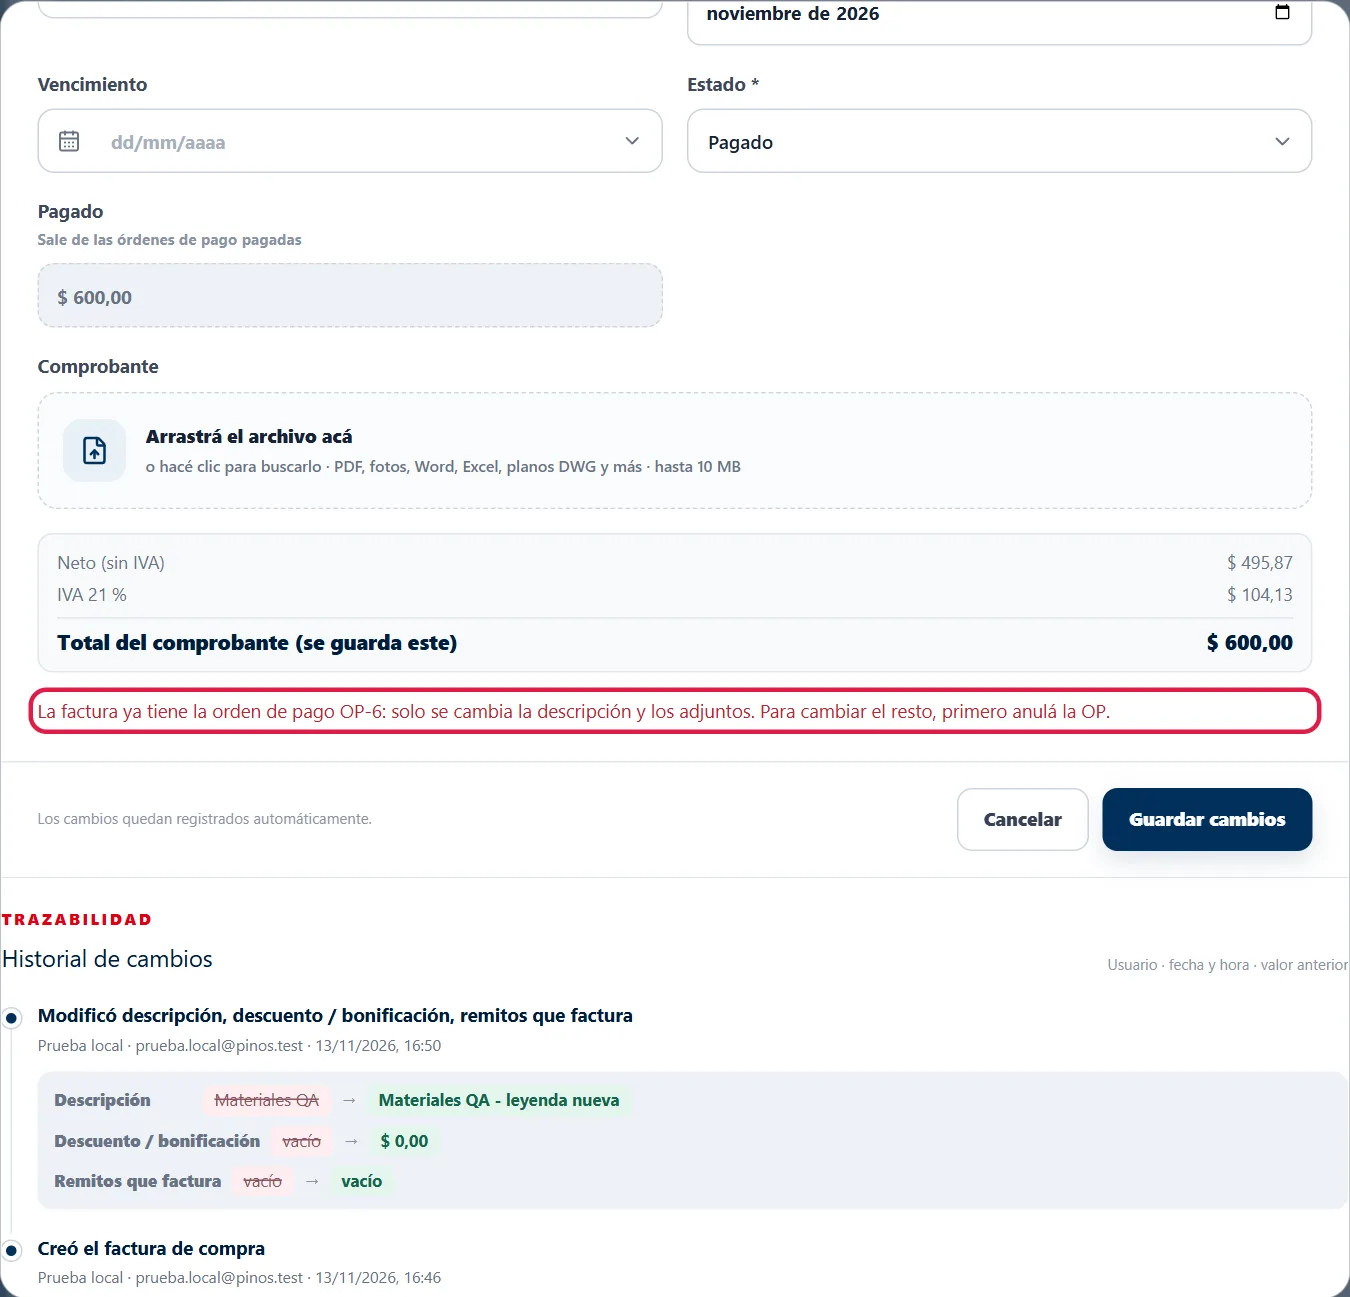 noviembre de 2026
Vencimiento
Estado *
dd/mm/aaaa
Pagado
Pagado
Sale de las órdenes de pago pagadas
$ 600,00
Comprobante
Arrastrá el archivo acá
o hacé clic para buscarlo · PDF, fotos, Word, Excel, planos DWG y más · hasta 10 MB
Neto (sin IVA) $ 495,87
IVA 21 % $ 104,13
Total del comprobante (se guarda este) $ 600,00
La factura ya tiene la orden de pago OP-6: solo se cambia la descripción y los adjuntos. Para cambiar el resto, primero anulá la OP.
Los cambios quedan registrados automáticamente.
Cancelar
Guardar cambios
TRAZABILIDAD
Historial de cambios
Usuario · fecha y hora · valor anterior
Modificó descripción, descuento / bonificación, remitos que factura
Prueba local · prueba.local@pinos.test · 13/11/2026, 16:50
Descripción Materiales QA → Materiales QA - leyenda nueva
Descuento / bonificación vacío → $ 0,00
Remitos que factura vacío → vacío
Creó el factura de compra
Prueba local · prueba.local@pinos.test · 13/11/2026, 16:46